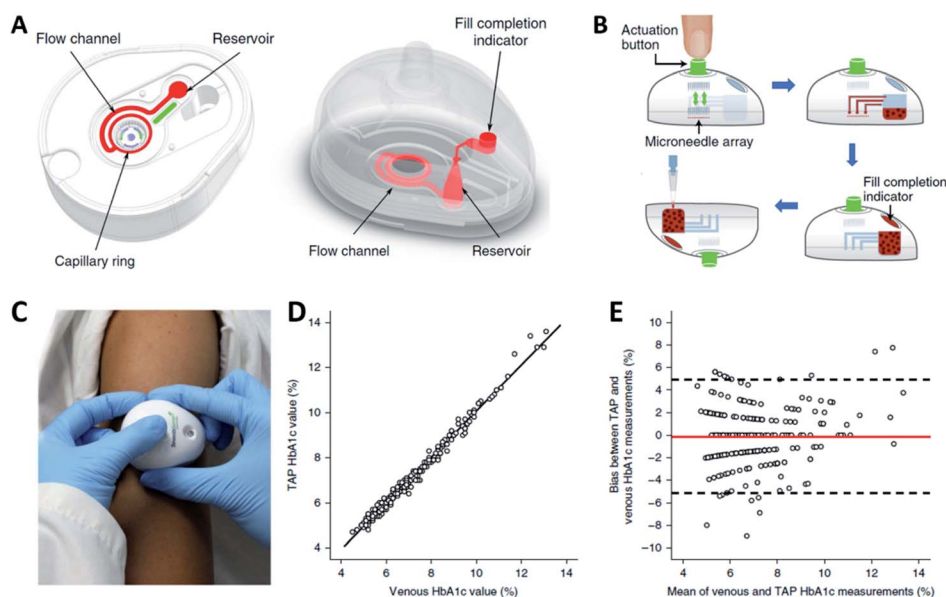 A
Flow channel
Reservoir
Capillary ring
Fill completion
indicator
Flow channel
Reservoir
B
Actuation
button
Microneedle array
Fill completion
indicator
C
D
TAP HbA1c value (%)
14
12
10
8
6
4
4 6 8 10 12 14
Venous HbA1c value (%)
E
Bias between TAP and
venous HbA1c measurements (%)
10
8
6
4
2
0
−2
−4
−6
−8
−10
4 6 8 10 12 14
Mean of venous and TAP HbA1c measurements (%)